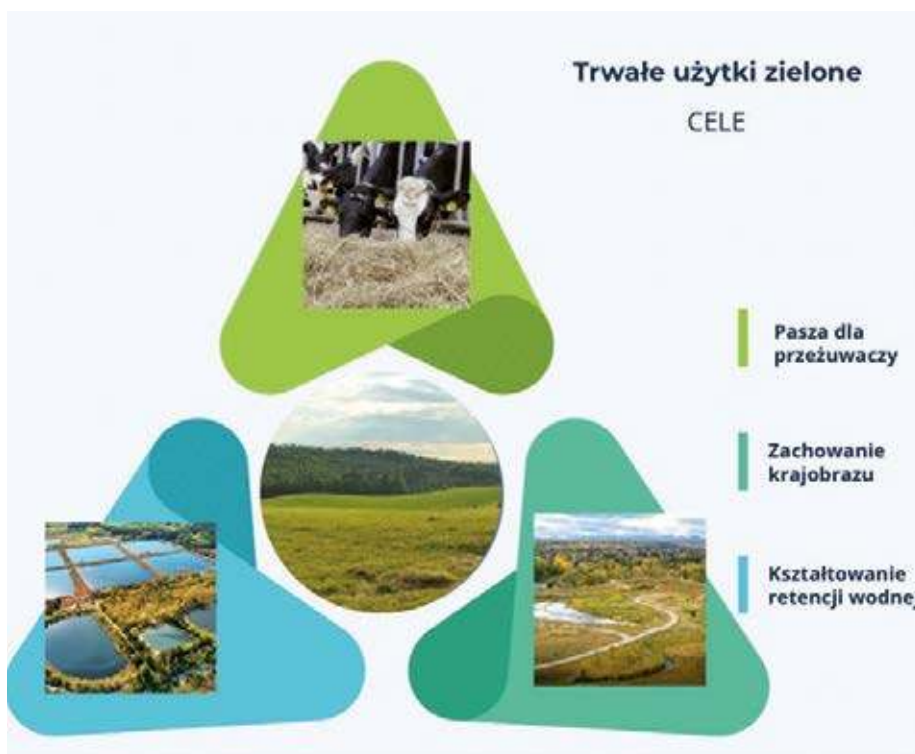 Trwałe użytki zielone
CELE
Pasza dla
przeżuwaczy
Zachowanie
krajobrazu
Kształtowanie
retencji wodnej